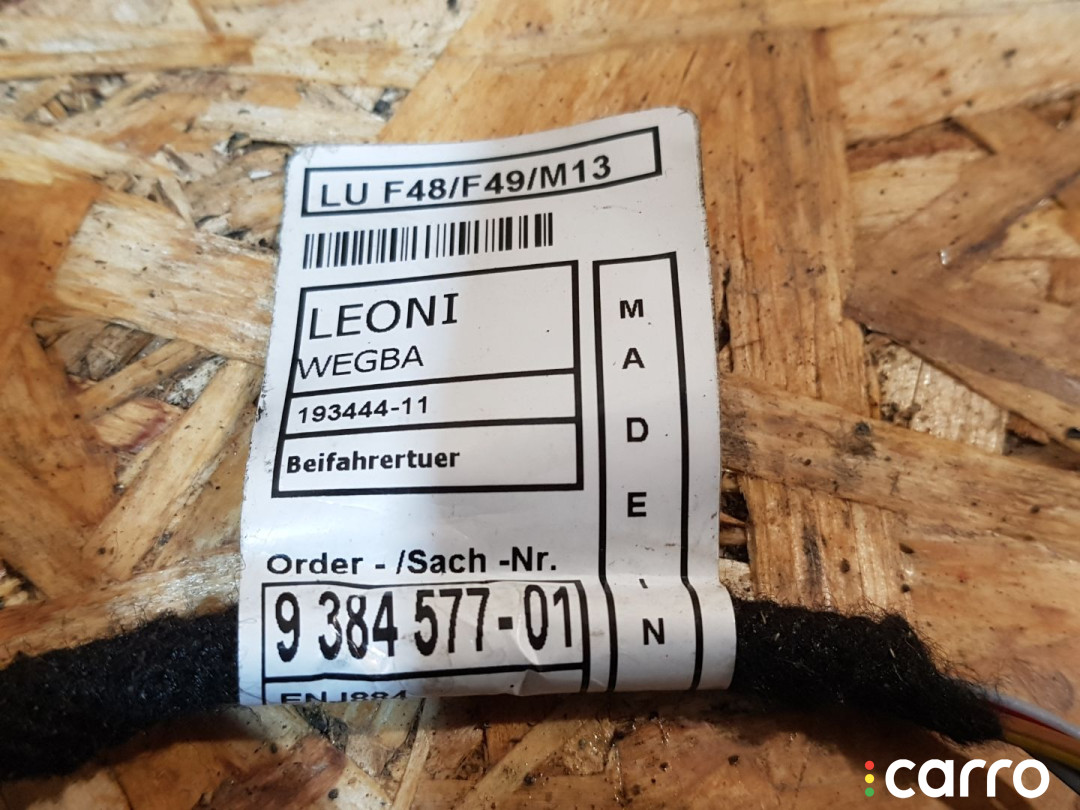 LU F48/F49/M13
LEONI
WEGBA
193444-11
Beifahrertuer
MADE IN
Order - /Sach -Nr.
9 384 577-01
carro